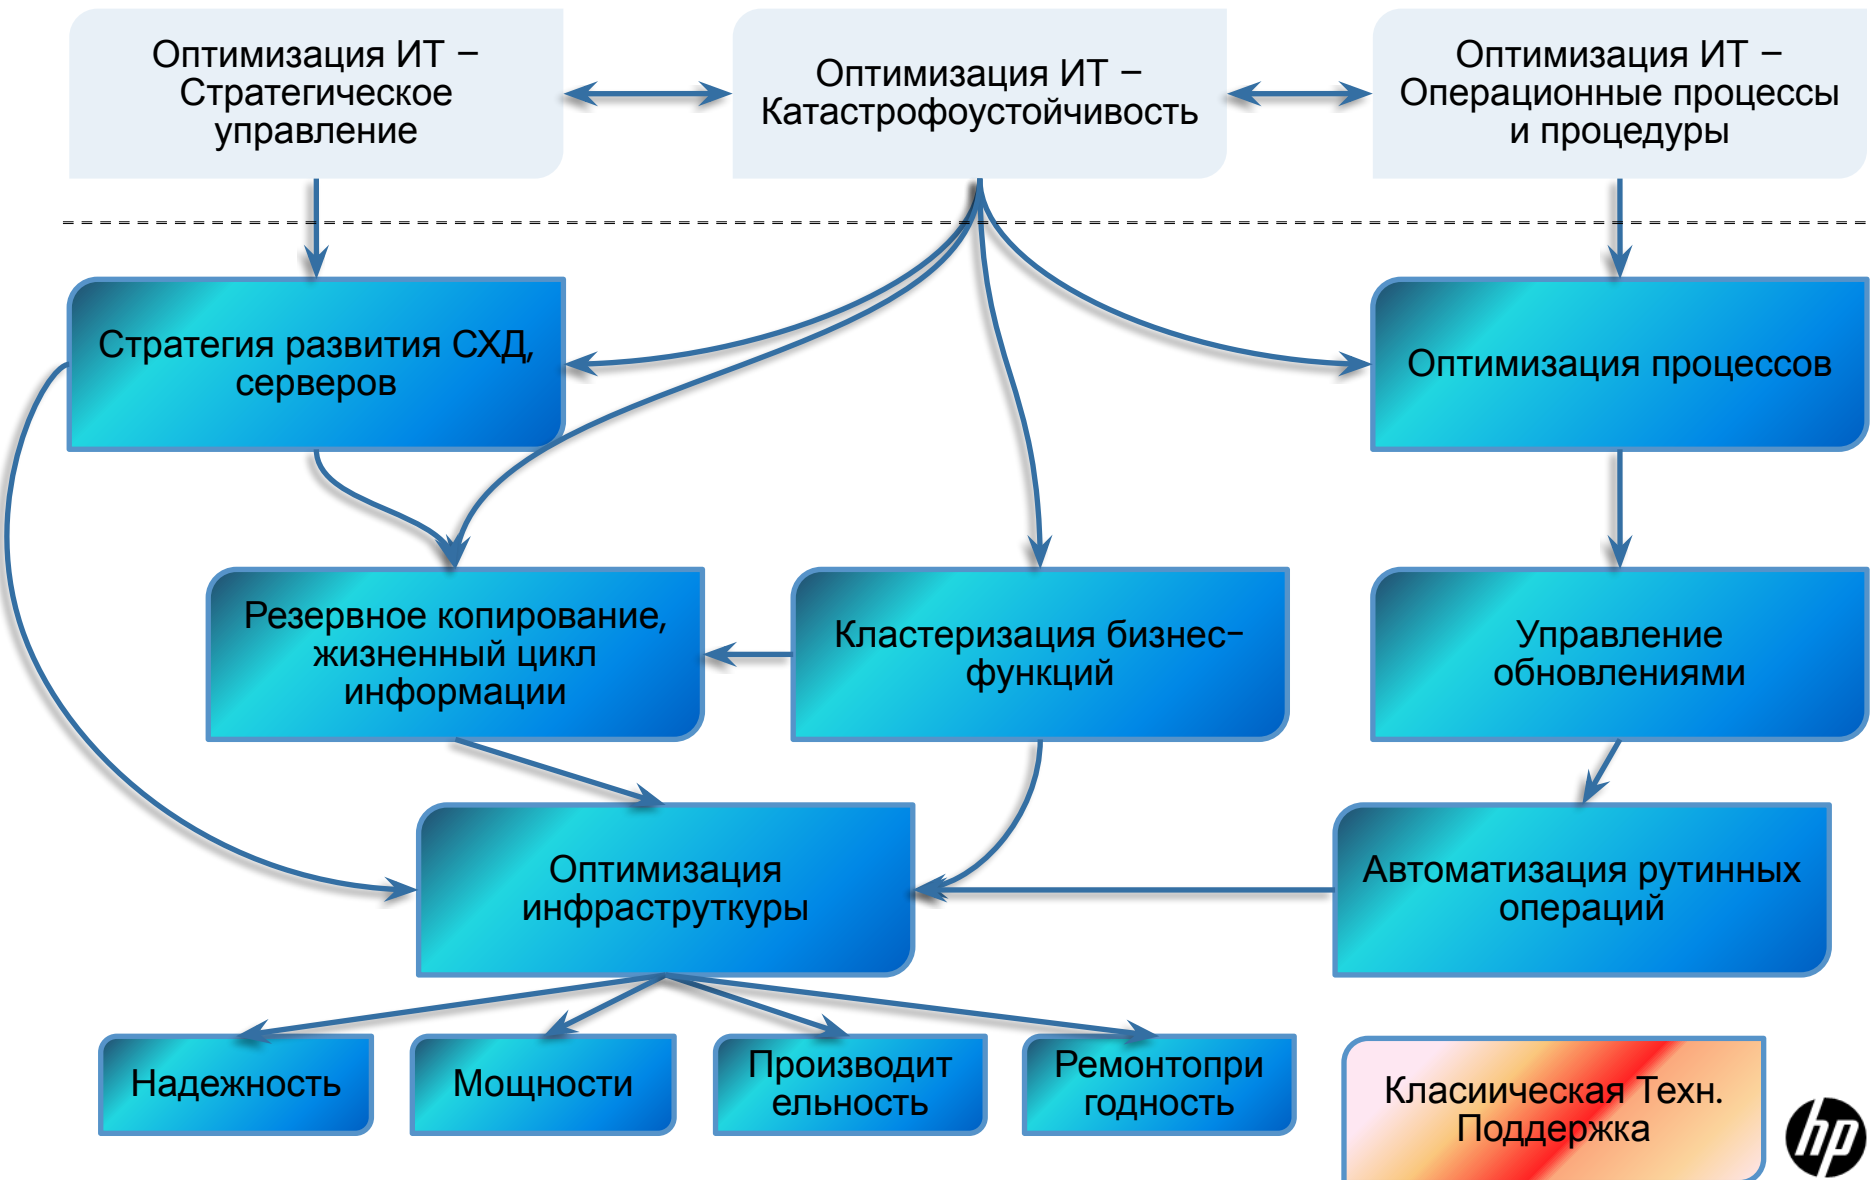 Оптимизация ИТ –
Стратегическое
управление
Оптимизация ИТ –
Катастрофоустойчивость
Оптимизация ИТ –
Операционные процессы
и процедуры
Стратегия развития СХД,
серверов
Оптимизация процессов
Резервное копирование,
жизненный цикл
информации
Кластеризация бизнес-
функций
Управление
обновлениями
Оптимизация
инфраструткуры
Автоматизация рутинных
операций
Надежность
Мощности
Производит
ельность
Ремонтопри
годность
Класиическая Техн.
Поддержка
hp